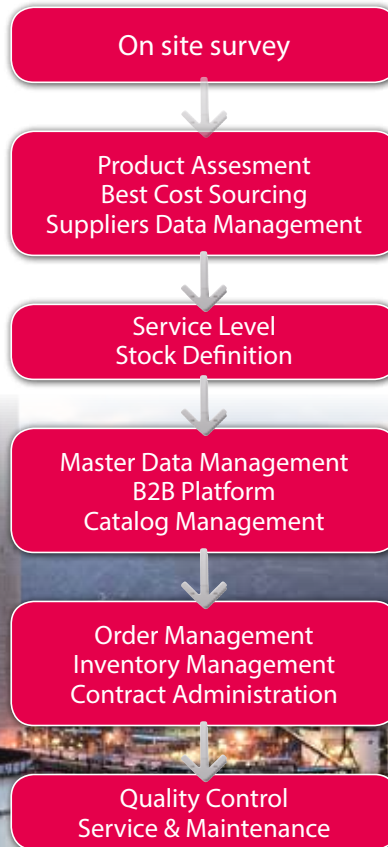 On site survey
Product Assesment
Best Cost Sourcing
Suppliers Data Management
Service Level
Stock Definition
Master Data Management
B2B Platform
Catalog Management
Order Management
Inventory Management
Contract Administration
Quality Control
Service & Maintenance